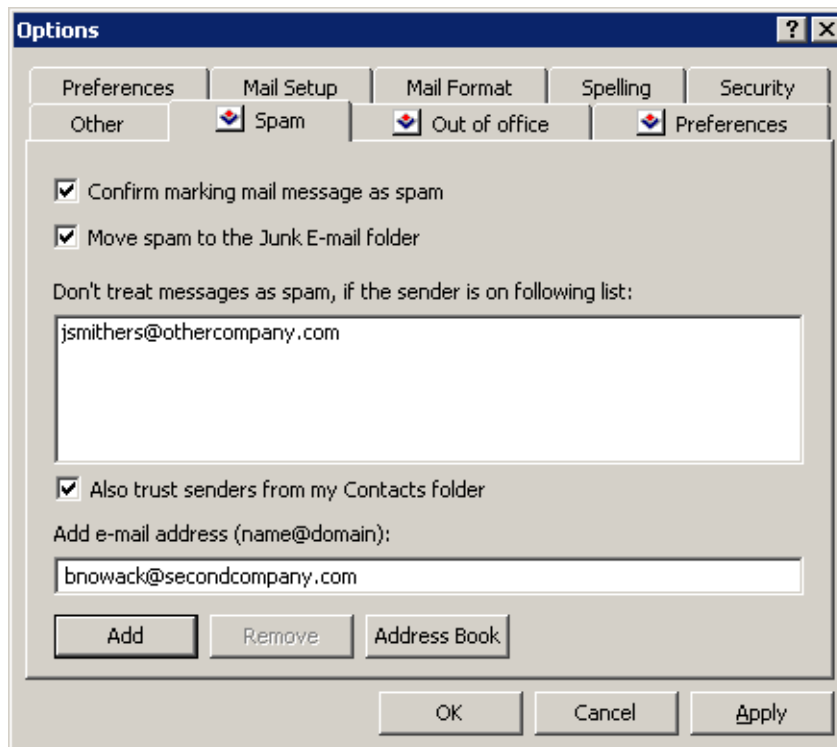 Options
Preferences Mail Setup Mail Format Spelling Security
Other Spam Out of office Preferences
Confirm marking mail message as spam
Move spam to the Junk E-mail folder
Don't treat messages as spam, if the sender is on following list:
jsmithers@othercompany.com
Also trust senders from my Contacts folder
Add e-mail address (name@domain):
bnowack@secondcompany.com
Add Remove Address Book
OK Cancel Apply